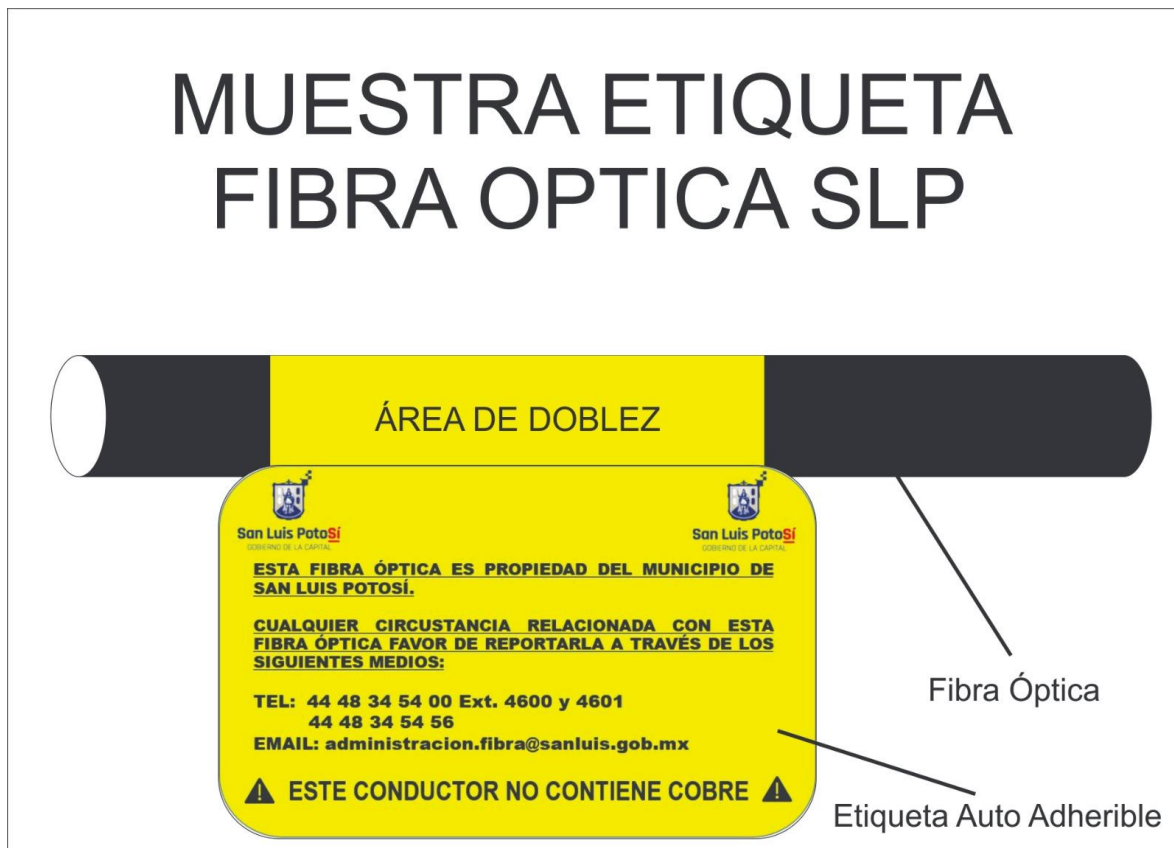 MUESTRA ETIQUETA
FIBRA OPTICA SLP
ÁREA DE DOBLEZ
San Luis PotoSí
GOBIERNO DE LA CAPITAL
San Luis PotoSí
GOBIERNO DE LA CAPITAL
ESTA FIBRA ÓPTICA ES PROPIEDAD DEL MUNICIPIO DE
SAN LUIS POTOSÍ.
CUALQUIER CIRCUSTANCIA RELACIONADA CON ESTA
FIBRA ÓPTICA FAVOR DE REPORTARLA A TRAVÉS DE LOS
SIGUIENTES MEDIOS:
TEL: 44 48 34 54 00 Ext. 4600 y 4601
44 48 34 54 56
EMAIL: administracion.fibra@sanluis.gob.mx
ESTE CONDUCTOR NO CONTIENE COBRE
Fibra Óptica
Etiqueta Auto Adherible